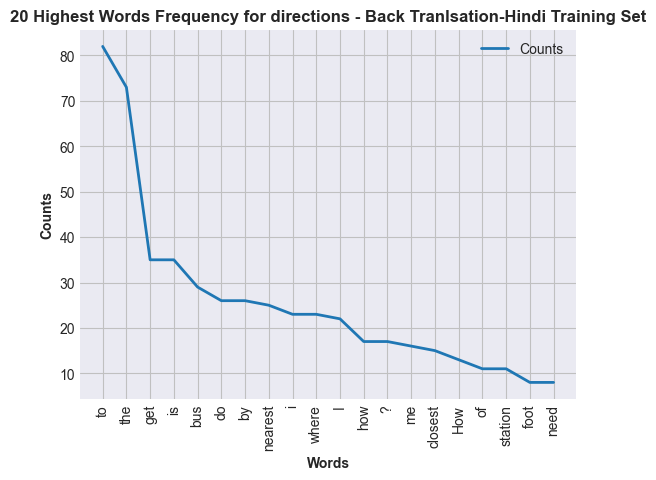 20 Highest Words Frequency for directions - Back Tranlsation-Hindi Training Set
Counts
80
70
60
50
40
30
20
10
Counts
to
the
get
is
bus
do
by
nearest
i
where
I
how
?
me
closest
How
of
station
foot
need
Words